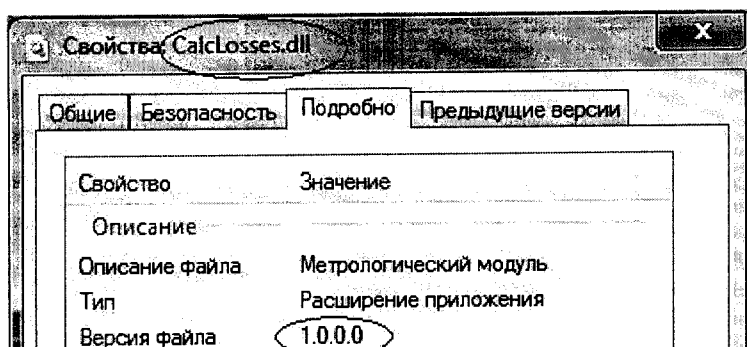 Свойства: CalcLosses.dll
X
Общие Безопасность Подробно Предыдущие версии
Свойство Значение
Описание
Описание файла Метрологический модуль
Тип Расширение приложения
Версия файла 1.0.0.0